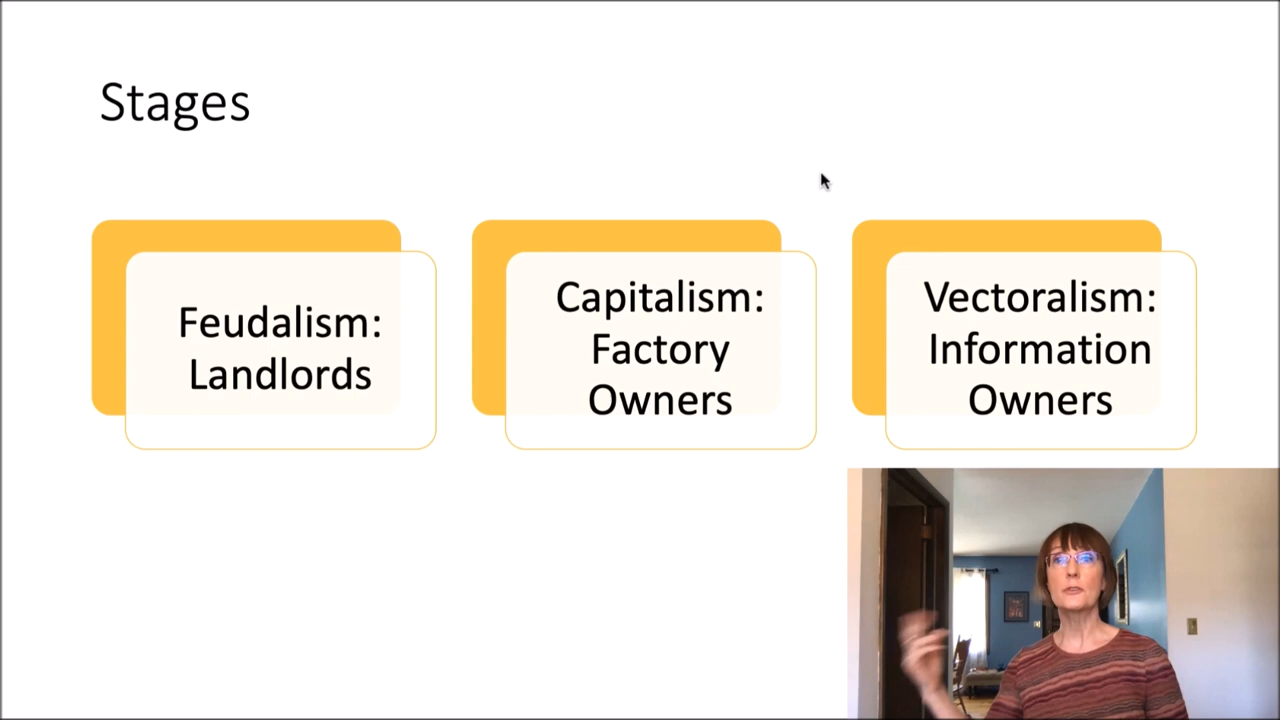 Stages
Feudalism:
Landlords
Capitalism:
Factory
Owners
Vectoralism:
Information
Owners